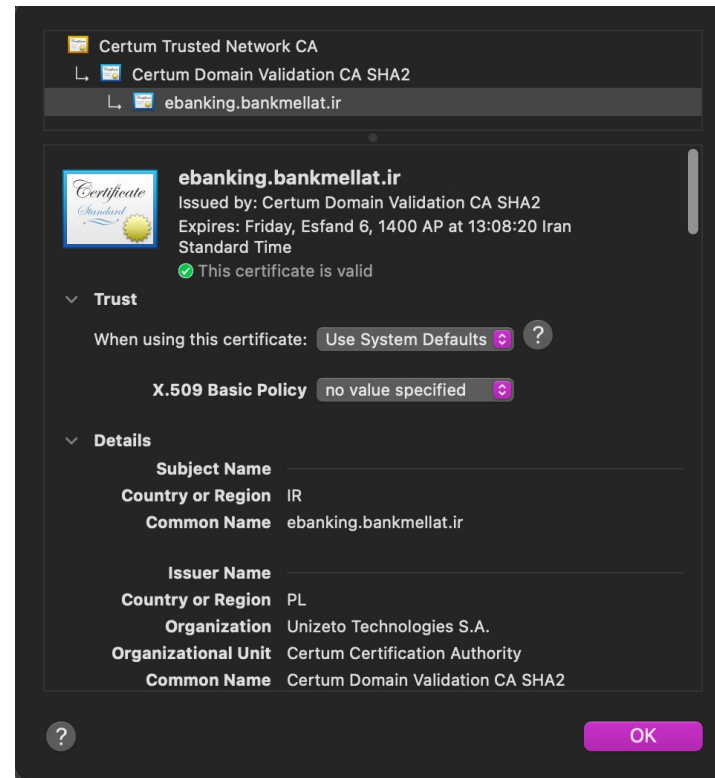 Certum Trusted Network CA
Certum Domain Validation CA SHA2
ebanking.bankmellat.ir
Certificate
Standard
ebanking.bankmellat.ir
Issued by: Certum Domain Validation CA SHA2
Expires: Friday, Esfand 6, 1400 AP at 13:08:20 Iran
Standard Time
This certificate is valid
Trust
When using this certificate: Use System Defaults ?
X.509 Basic Policy no value specified
Details
Subject Name
Country or Region IR
Common Name ebanking.bankmellat.ir
Issuer Name
Country or Region PL
Organization Unizeto Technologies S.A.
Organizational Unit Certum Certification Authority
Common Name Certum Domain Validation CA SHA2
? OK